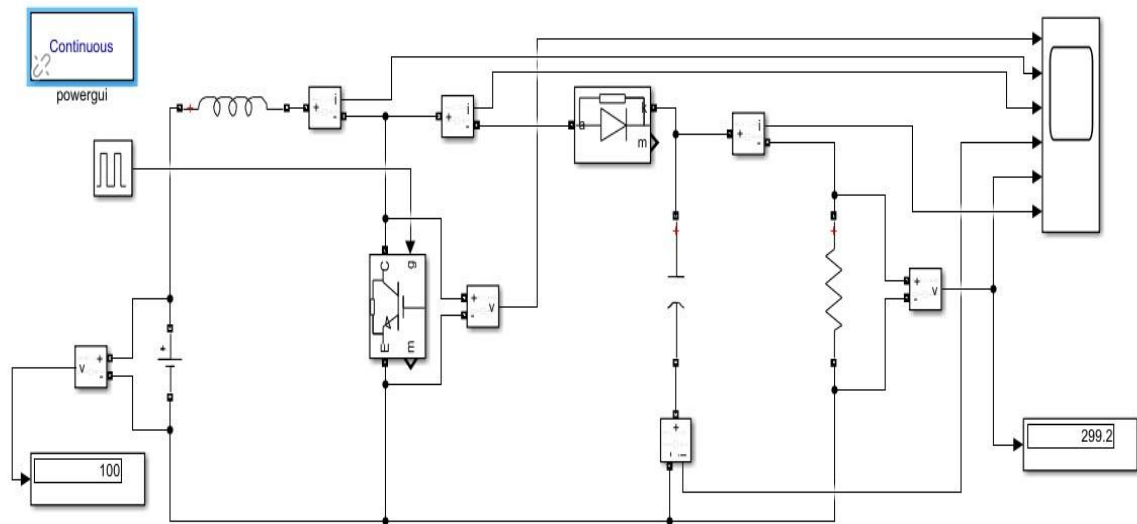 Continuous
powergui
+
+
i
-
+
i
-
a
k
m
+
i
-
C
g
E
m
+
-
v
+
-
v
+
+
+
+
-
v
+
-
i
100
299.2